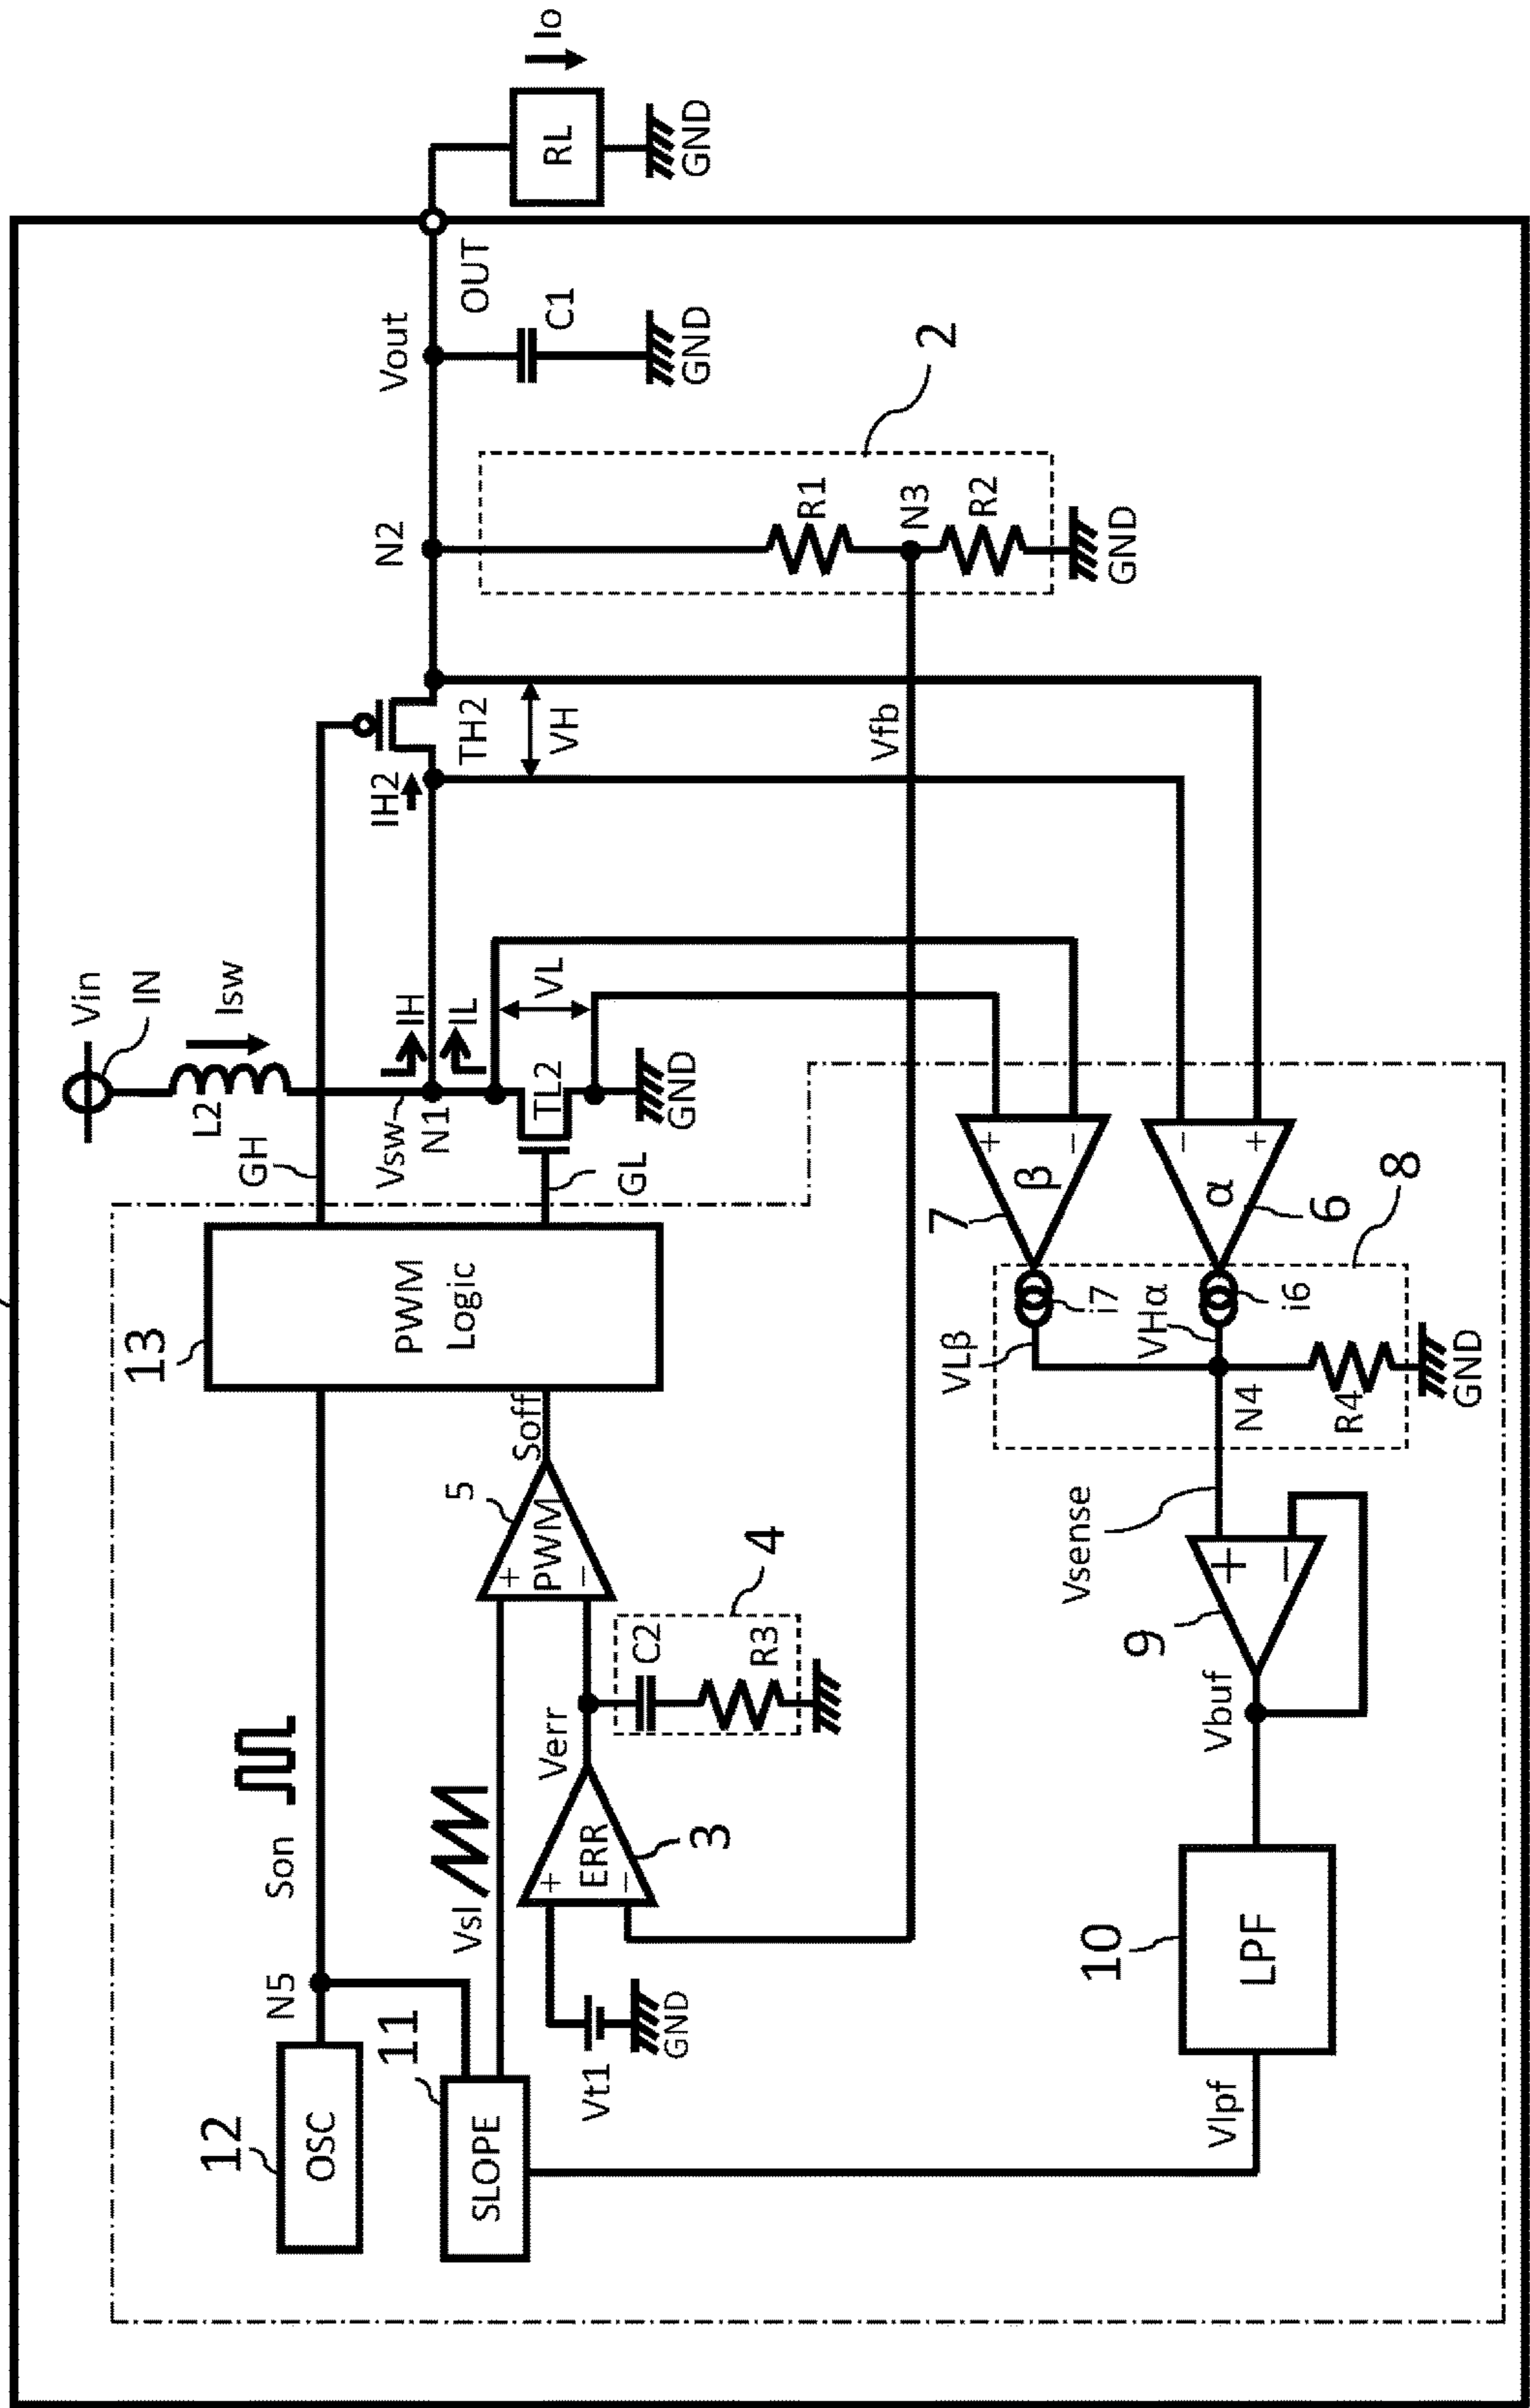 Vin
IN
Isw
L2
GH
Vsw
N1
IH
IL
VL
TL2
GND
GL
IH2
TH2
VH
N2
Vout
OUT
C1
GND
RL
GND
Io
2
R1
N3
R2
GND
Vfb
12
OSC
N5
Son
13
PWM
Logic
11
SLOPE
Vsl
5
+
PWM
−
Soff
Vt1
GND
+
ERR
−
3
Verr
4
C2
R3
7
+
β
−
−
α
+
6
8
i7
i6
VLβ
VHα
N4
R4
GND
Vsense
+
−
9
Vbuf
10
LPF
Vlpf